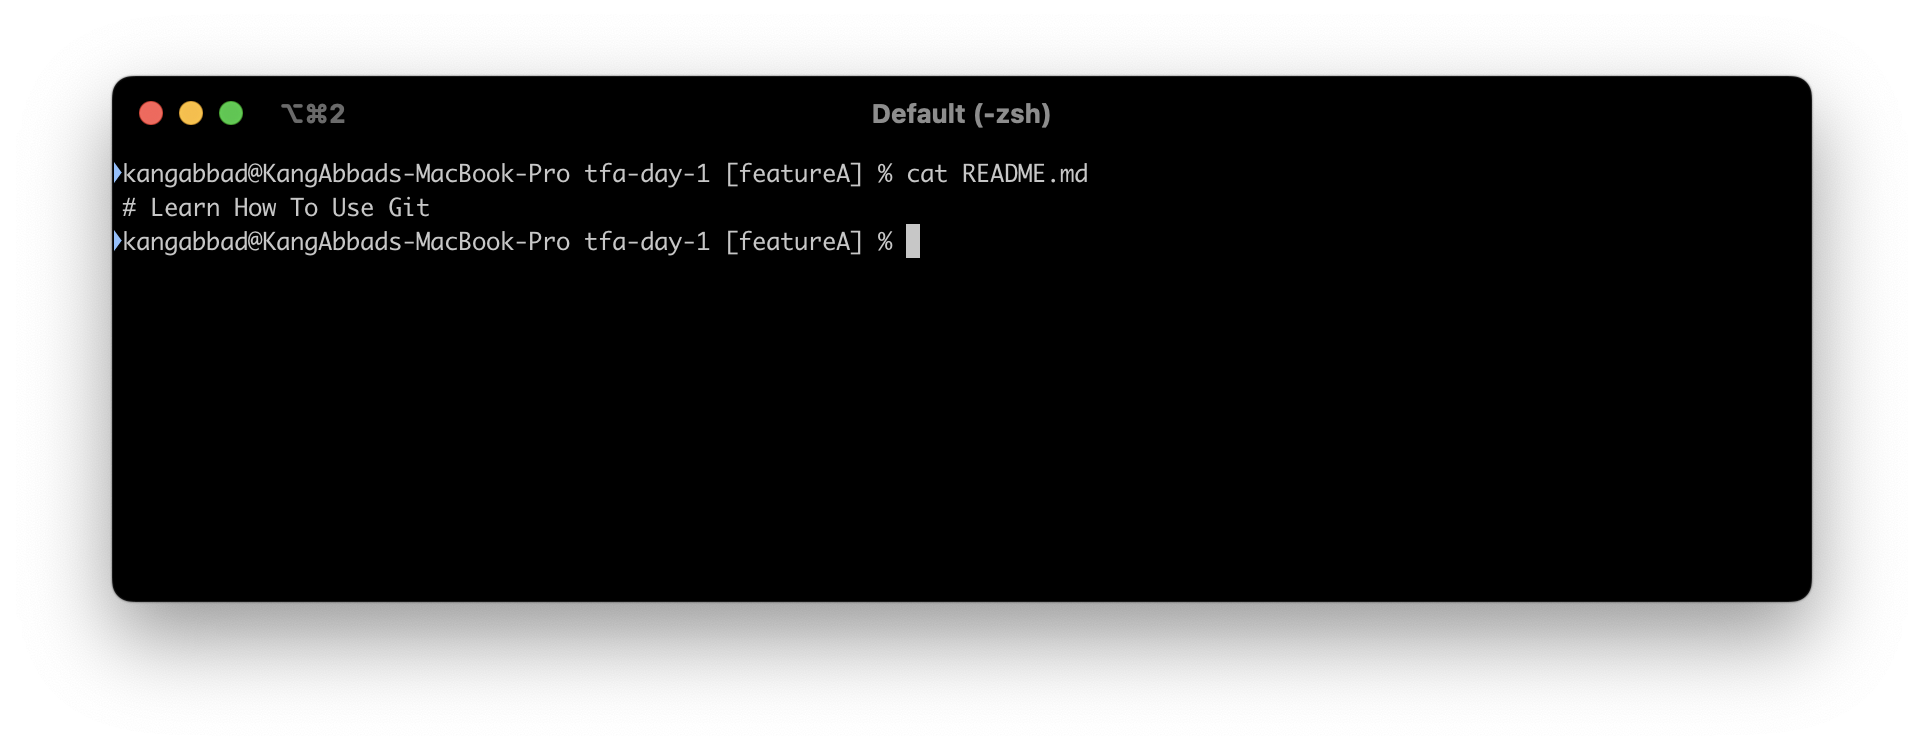 ⌥⌘2
Default (-zsh)
kangabbad@KangAbbads-MacBook-Pro tfa-day-1 [featureA] % cat README.md
# Learn How To Use Git
kangabbad@KangAbbads-MacBook-Pro tfa-day-1 [featureA] %